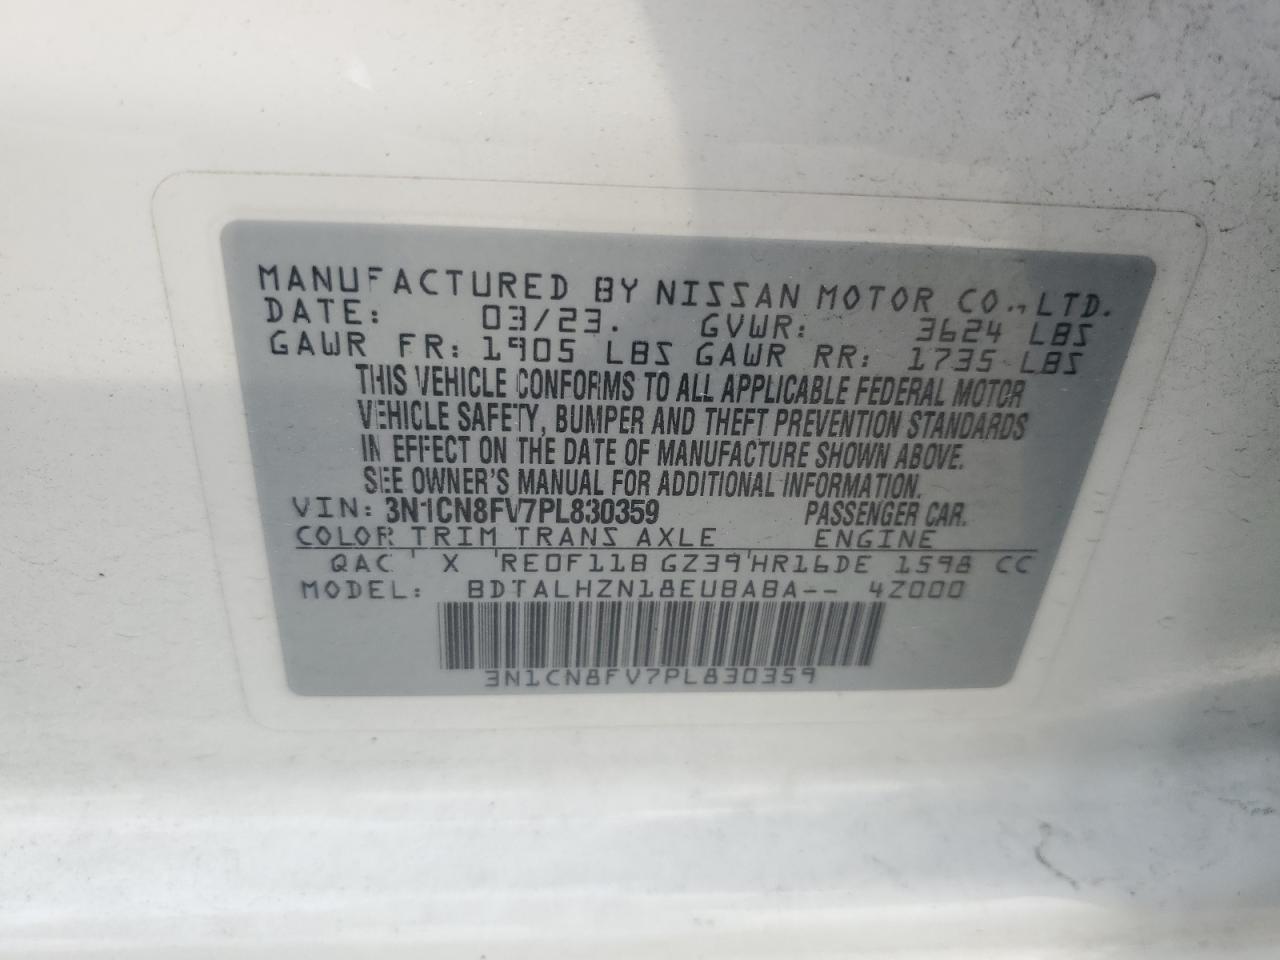 MANUFACTURED BY NISSAN MOTOR CO., LTD.
DATE: 03/23. GVWR: 3624 LBS
GAWR FR: 1905 LBS GAWR RR: 1735 LBS
THIS VEHICLE CONFORMS TO ALL APPLICABLE FEDERAL MOTOR
VEHICLE SAFETY, BUMPER AND THEFT PREVENTION STANDARDS
IN EFFECT ON THE DATE OF MANUFACTURE SHOWN ABOVE.
SEE OWNER'S MANUAL FOR ADDITIONAL INFORMATION.
VIN: 3N1CN8FV7PL830359 PASSENGER CAR.
COLOR TRIM TRANS AXLE ENGINE
QAC ' X 'RE0F11B GZ39'HR16DE 1598 CC
MODEL: BDTALHZN18EUBABA-- 4Z000
3N1CN8FV7PL830359